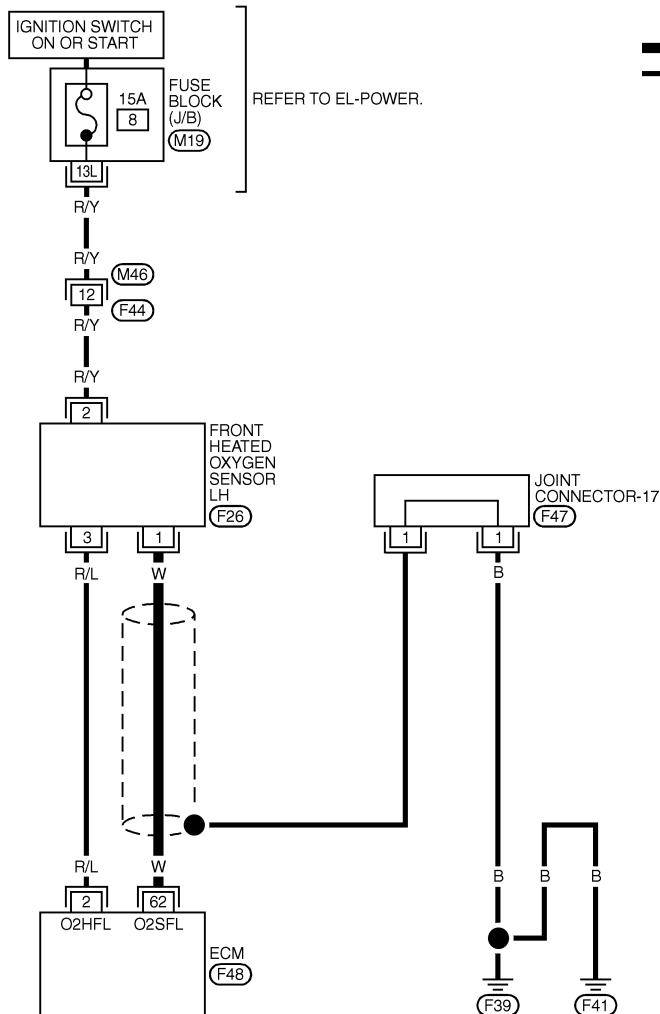 IGNITION SWITCH
ON OR START
FUSE
BLOCK
(J/B)
M19
15A
8
REFER TO EL-POWER.
13L
R/Y
R/Y
M46
12
F44
R/Y
R/Y
2
FRONT
HEATED
OXYGEN
SENSOR
LH
F26
JOINT
CONNECTOR-17
F47
3
1
1
1
R/L
W
B
R/L
W
B
B
B
2
62
O2HFL
O2SFL
ECM
F48
F39
F41